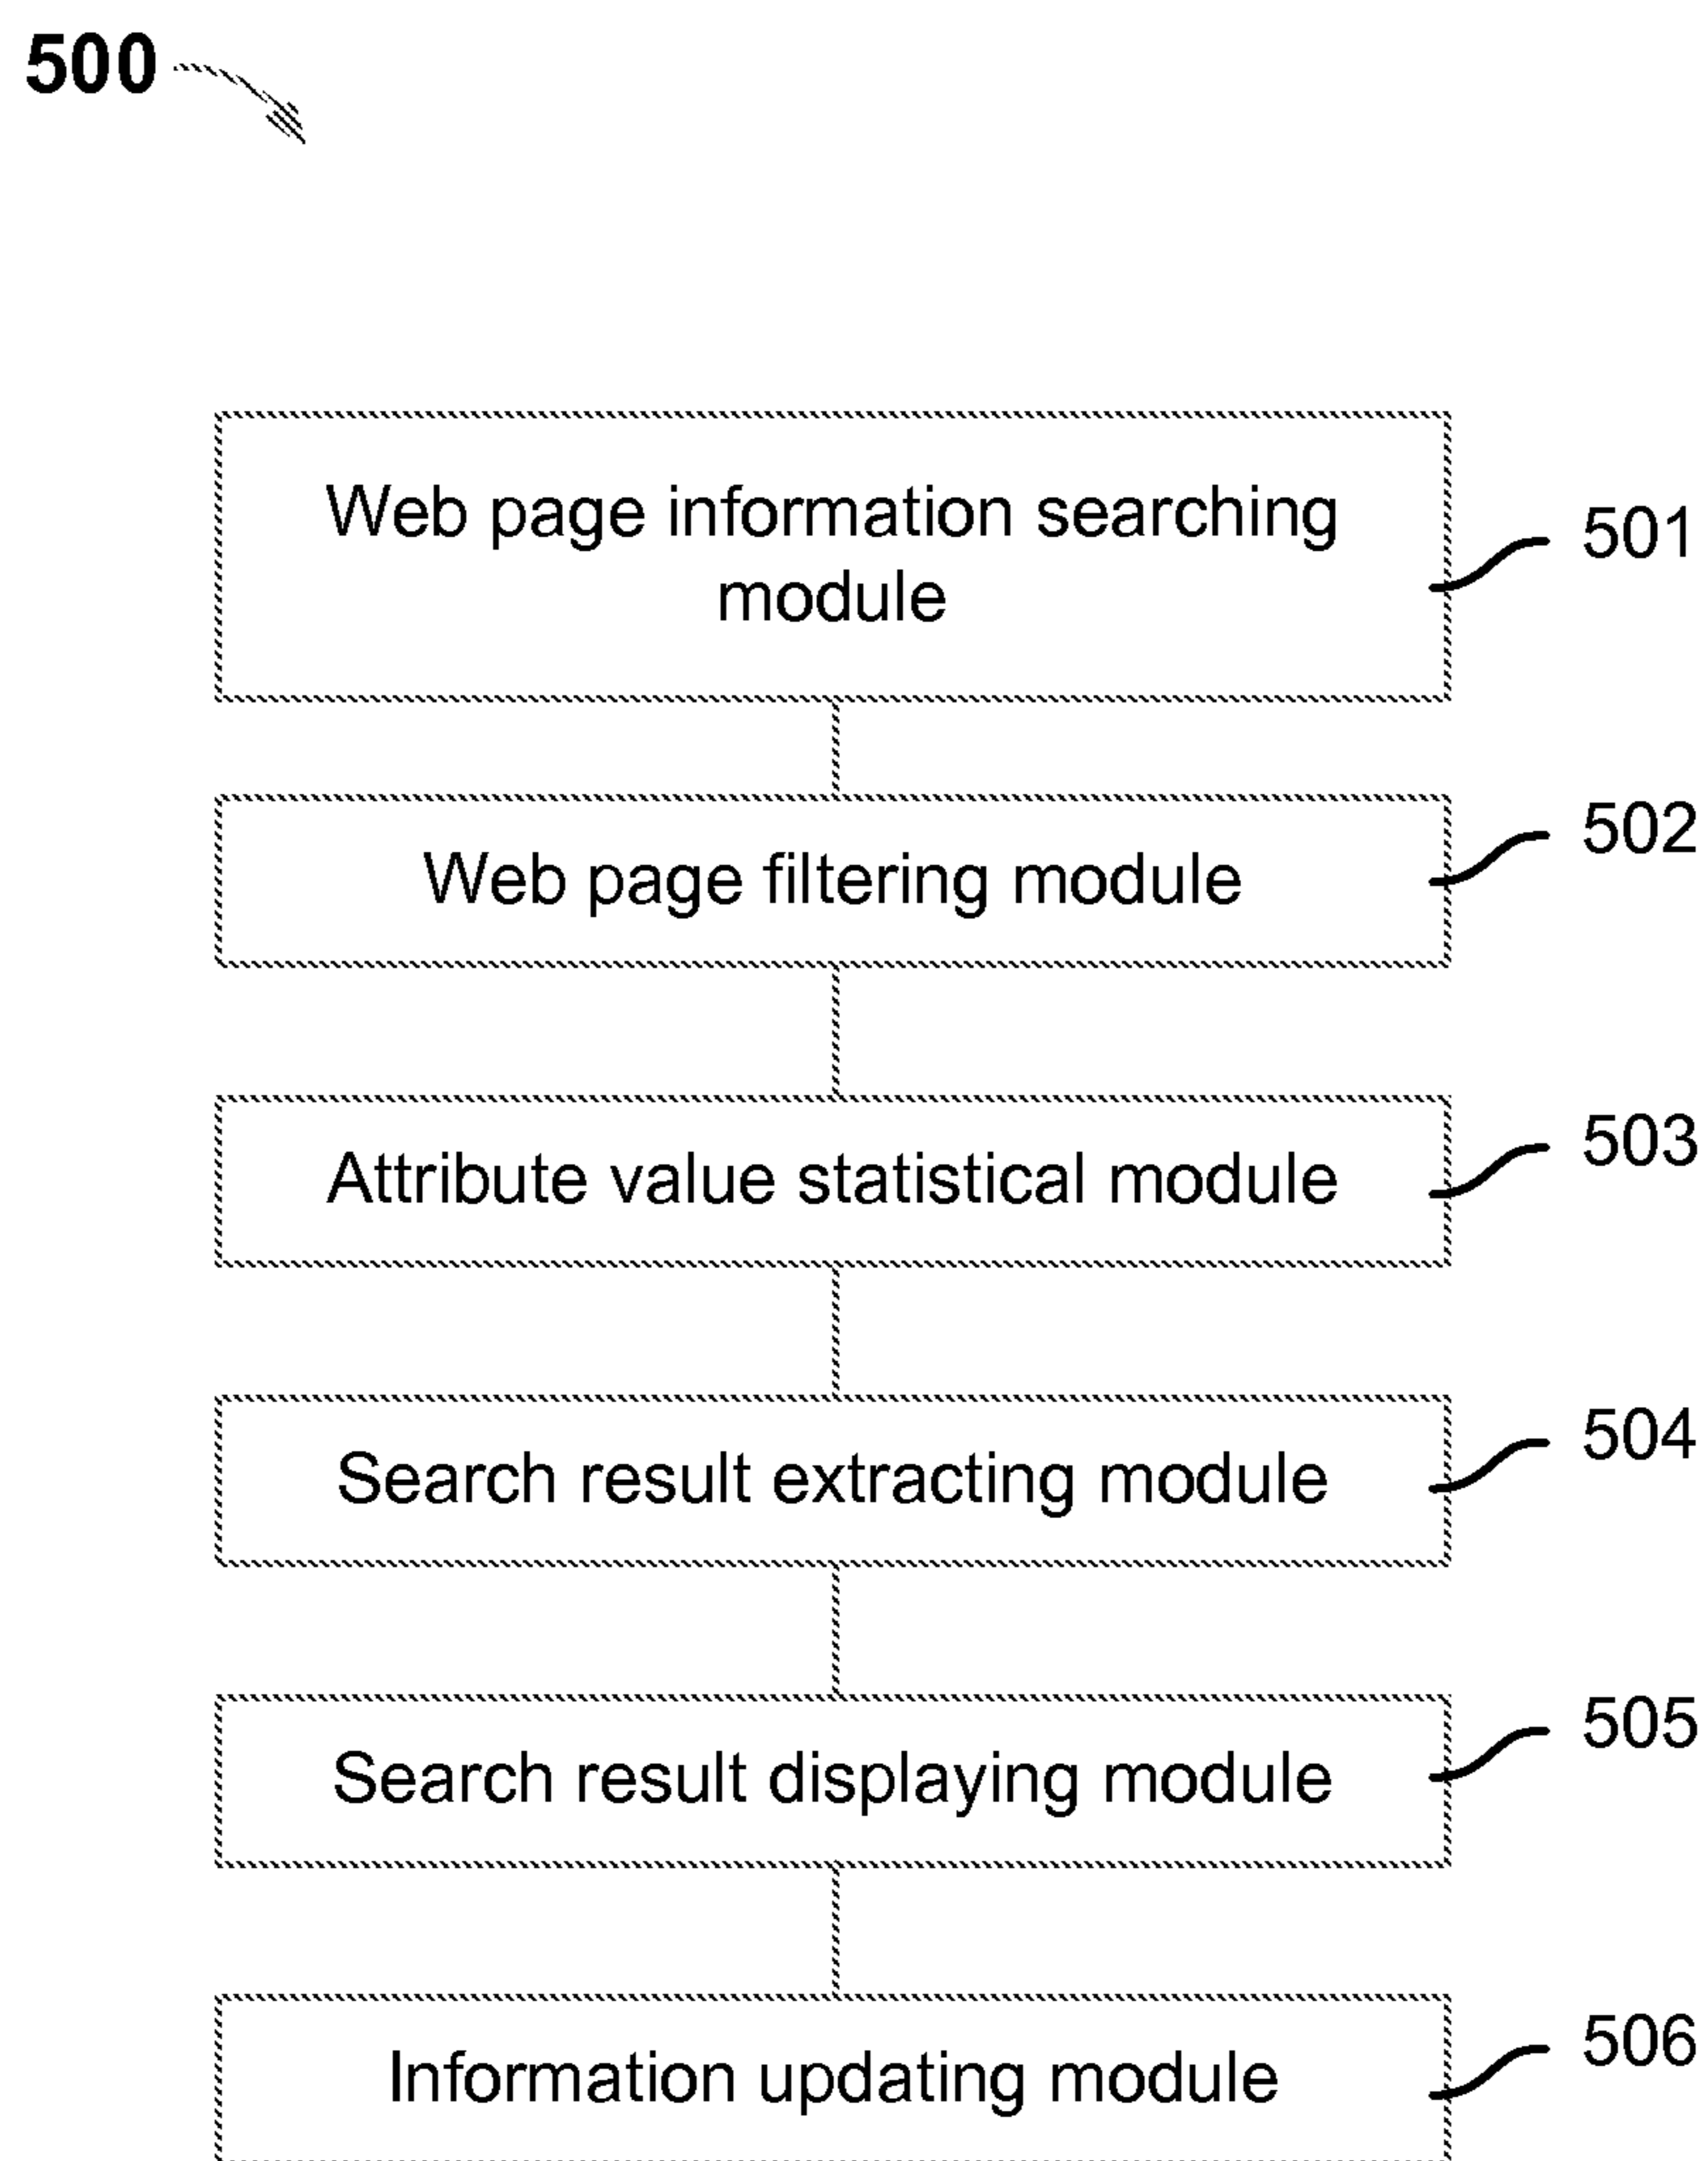 500
Web page information searching
module
501
Web page filtering module
502
Attribute value statistical module
503
Search result extracting module
504
Search result displaying module
505
Information updating module
506